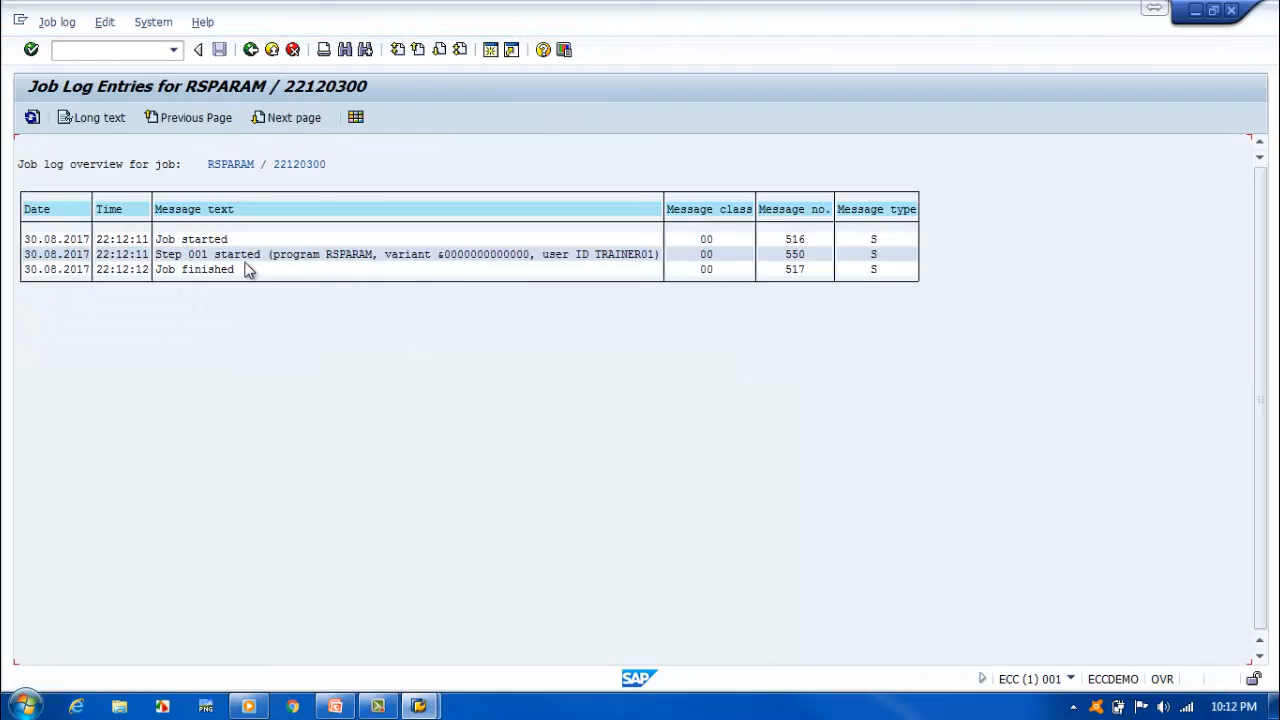 Job log Edit System Help
Job Log Entries for RSPARAM / 22120300
Long text Previous Page Next page
Job log overview for job: RSPARAM / 22120300
Date Time Message text Message class Message no. Message type
30.08.2017 22:12:11 Job started 00 516 S
30.08.2017 22:12:11 Step 001 started (program RSPARAM, variant &0000000000000, user ID TRAINER01) 00 550 S
30.08.2017 22:12:12 Job finished 00 517 S
SAP ECC (1) 001 ECCDEMO OVR
PNG 10:12 PM